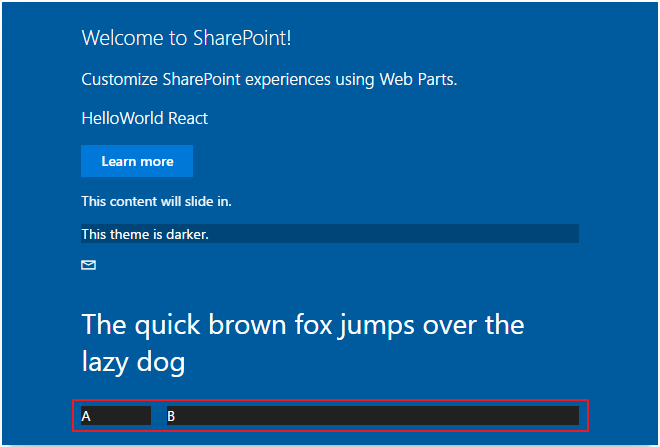 Welcome to SharePoint!
Customize SharePoint experiences using Web Parts.
HelloWorld React
Learn more
This content will slide in.
This theme is darker.
The quick brown fox jumps over the
lazy dog
A B